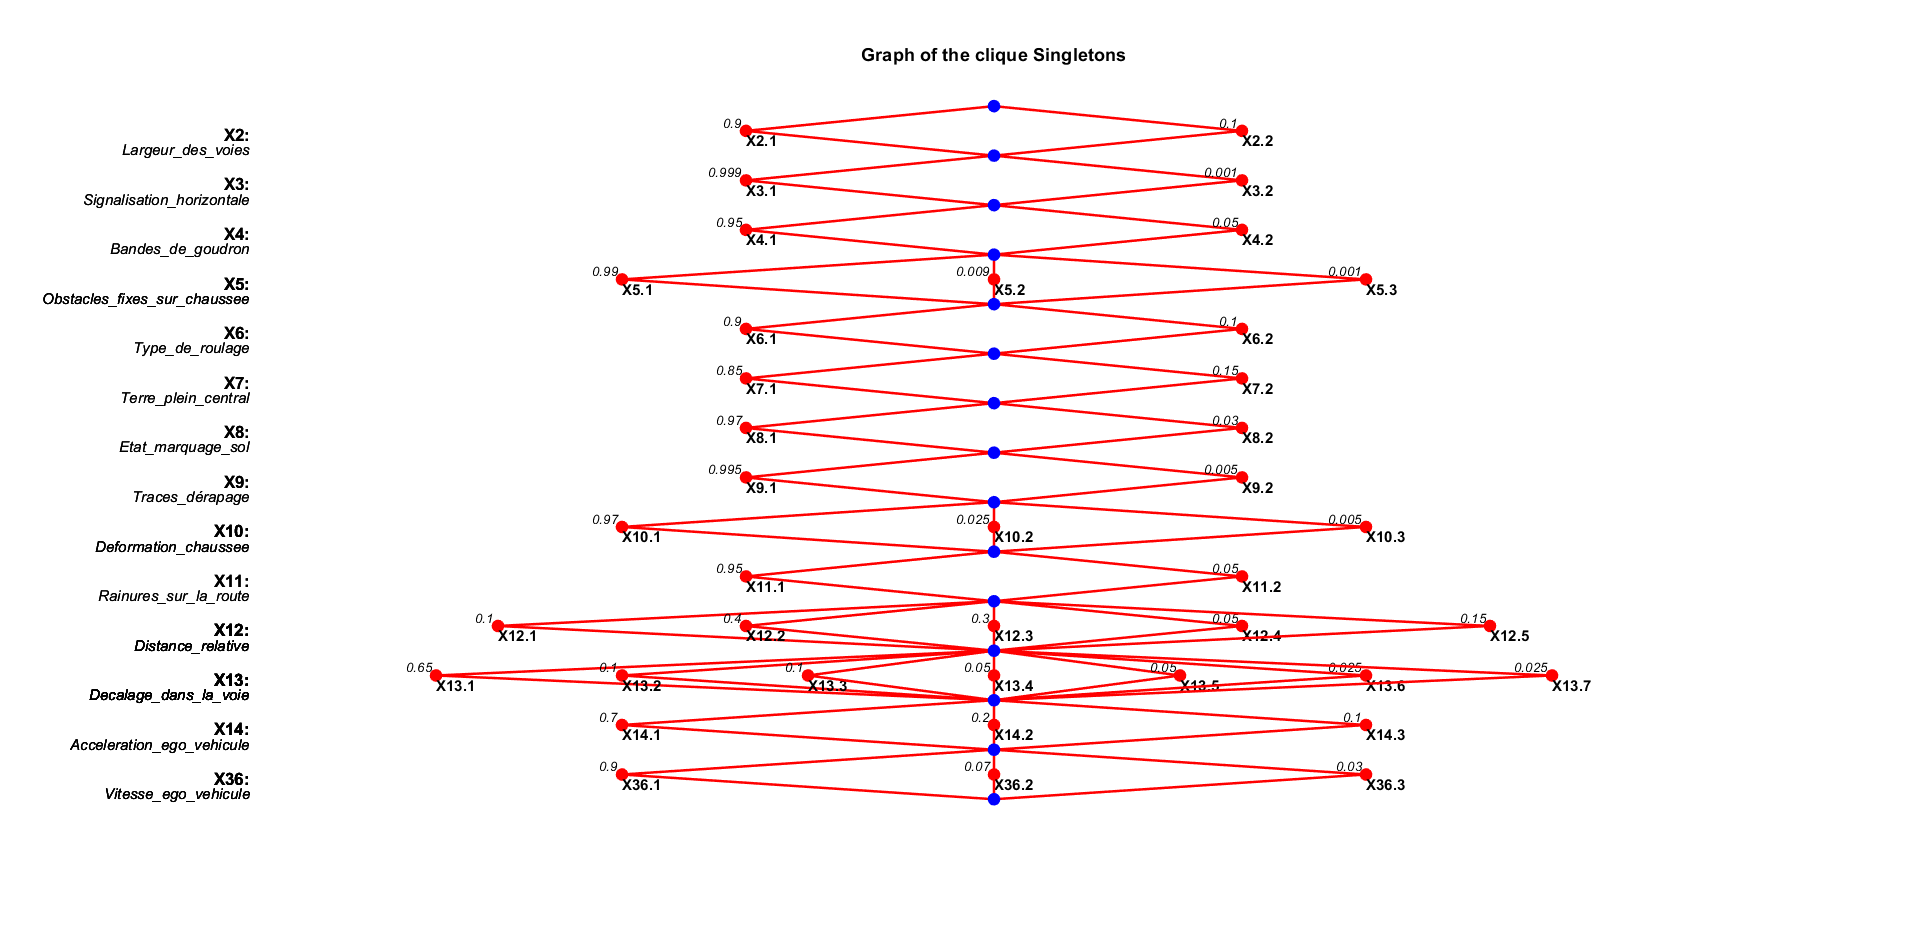 Graph of the clique Singletons
0.9 0.1
X2: X2.1 X2.2
Largeur_des_voies
0.999 0.001
X3: X3.1 X3.2
Signalisation_horizontale
0.95 0.05
X4: X4.1 X4.2
Bandes_de_goudron
0.99 0.009 0.001
X5: X5.1 X5.2 X5.3
Obstacles_fixes_sur_chaussee
0.9 0.1
X6: X6.1 X6.2
Type_de_roulage
0.85 0.15
X7: X7.1 X7.2
Terre_plein_central
0.97 0.03
X8: X8.1 X8.2
Etat_marquage_sol
0.995 0.005
X9: X9.1 X9.2
Traces_dérapage
0.97 0.025 0.005
X10: X10.1 X10.2 X10.3
Deformation_chaussee
0.95 0.05
X11: X11.1 X11.2
Rainures_sur_la_route
0.1 0.4 0.3 0.05 0.15
X12: X12.1 X12.2 X12.3 X12.4 X12.5
Distance_relative
0.65 0.1 0.1 0.05 0.05 0.025 0.025
X13: X13.1 X13.2 X13.3 X13.4 X13.5 X13.6 X13.7
Decalage_dans_la_voie
0.7 0.2 0.1
X14: X14.1 X14.2 X14.3
Acceleration_ego_vehicule
0.9 0.07 0.03
X36: X36.1 X36.2 X36.3
Vitesse_ego_vehicule